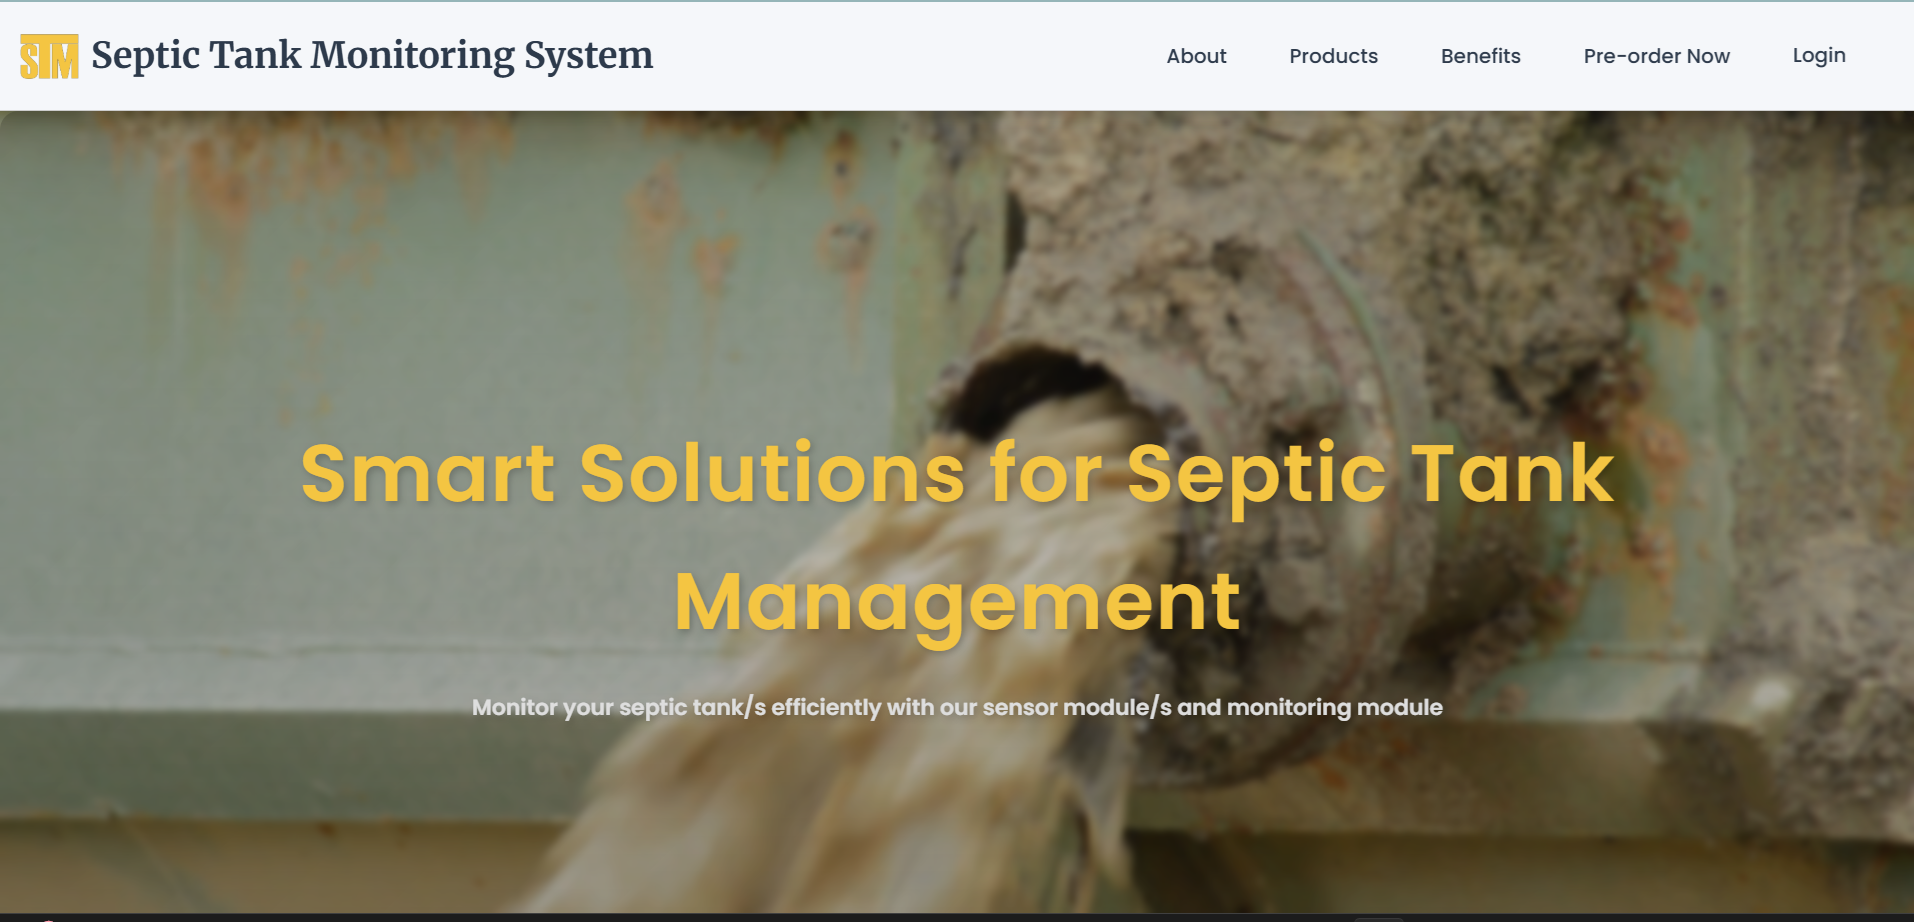 STM Septic Tank Monitoring System
About Products Benefits Pre-order Now Login
Smart Solutions for Septic Tank
Management
Monitor your septic tank/s efficiently with our sensor module/s and monitoring module